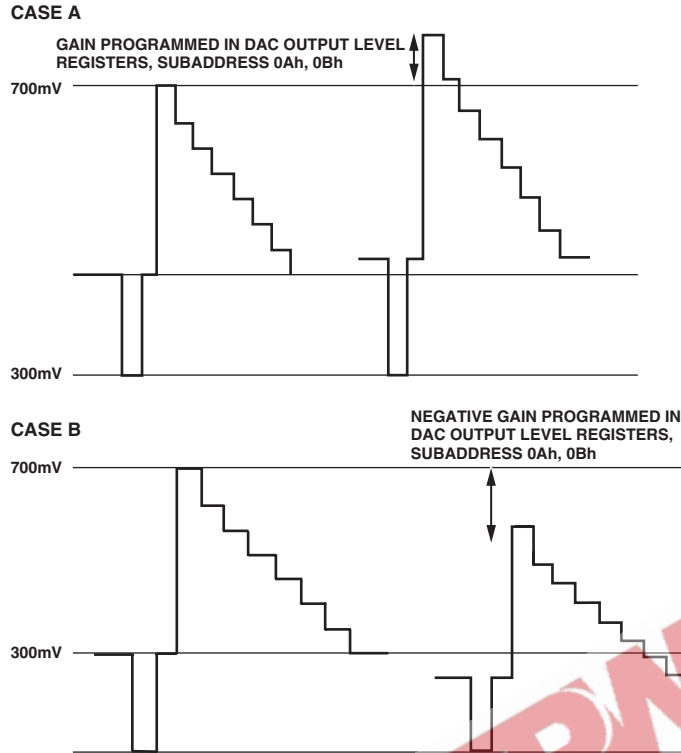 CASE A
GAIN PROGRAMMED IN DAC OUTPUT LEVEL
REGISTERS, SUBADDRESS 0Ah, 0Bh
700mV
300mV
CASE B
NEGATIVE GAIN PROGRAMMED IN
DAC OUTPUT LEVEL REGISTERS,
SUBADDRESS 0Ah, 0Bh
700mV
300mV